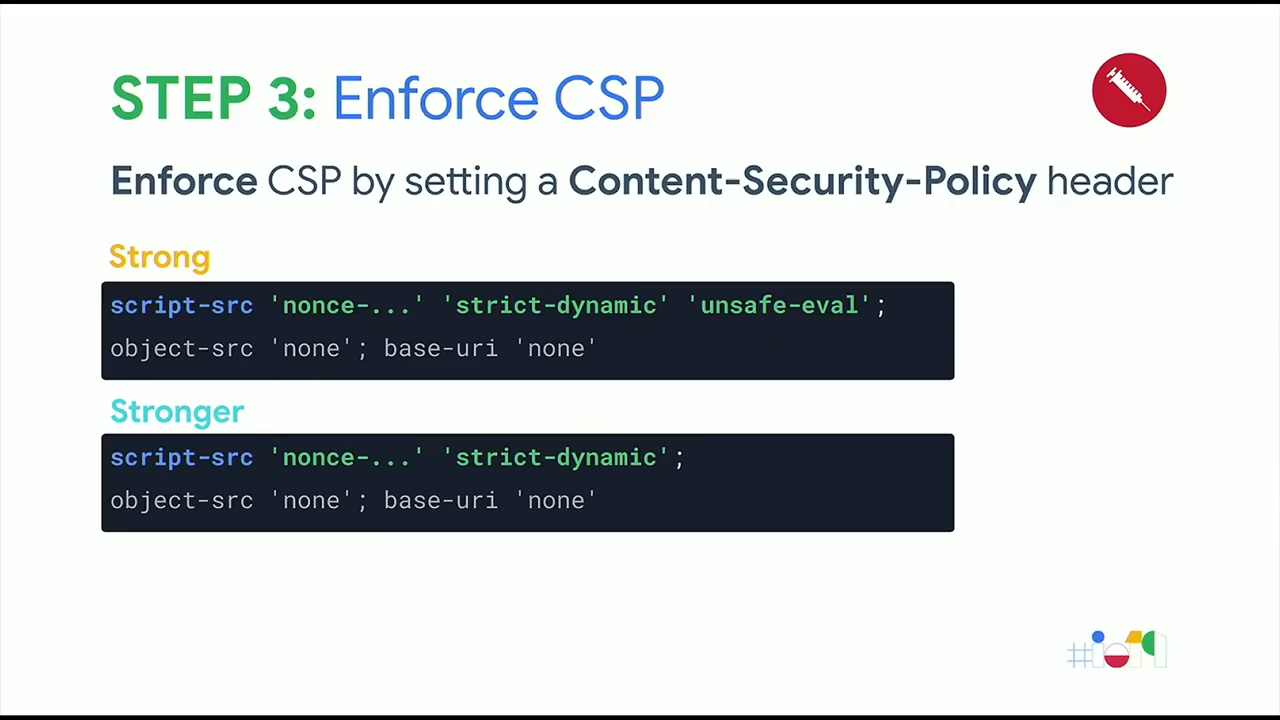 STEP 3: Enforce CSP
Enforce CSP by setting a Content-Security-Policy header
Strong
script-src 'nonce-...' 'strict-dynamic' 'unsafe-eval';
object-src 'none'; base-uri 'none'
Stronger
script-src 'nonce-...' 'strict-dynamic';
object-src 'none'; base-uri 'none'
#io19